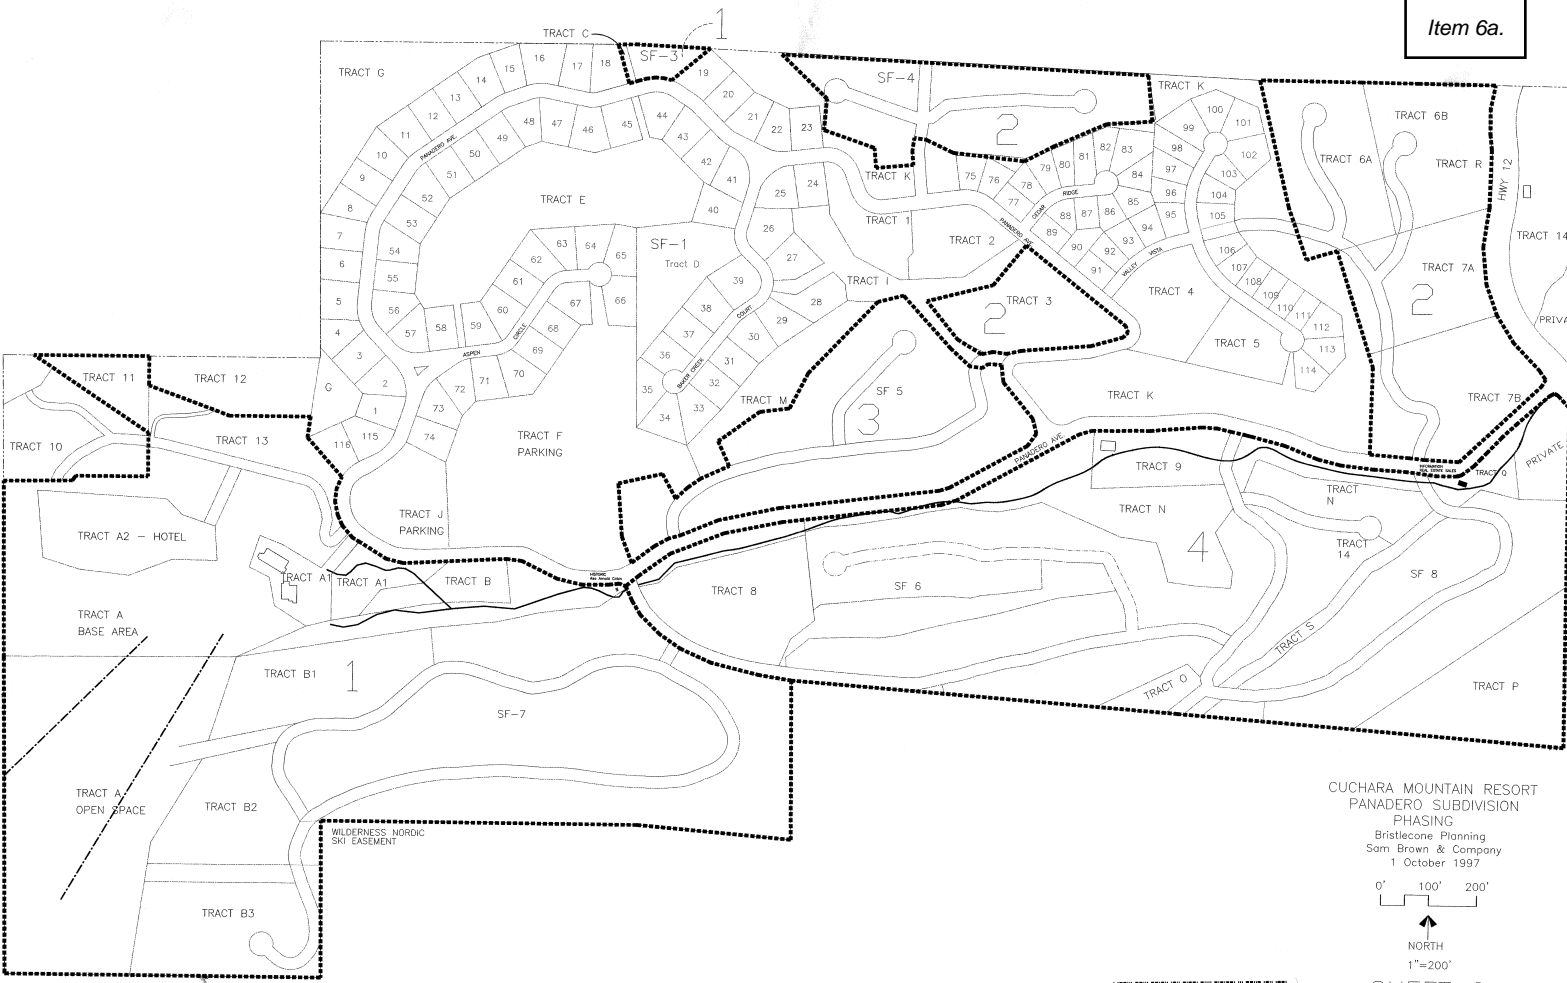 Item 6a.
1
TRACT C
SF-3
TRACT G
SF-4
2
TRACT K
TRACT 6B
TRACT 6A
TRACT R
HWY 12
TRACT 14
PANADERO AVE.
1
2
3
4
5
6
7
8
9
10
11
12
13
14
15
16
17
18
19
20
21
22
23
24
25
26
27
28
29
30
31
32
33
34
35
36
37
38
39
40
41
42
43
44
45
46
47
48
49
50
51
52
53
54
55
56
57
58
59
60
61
62
63
64
65
66
67
68
69
70
71
72
73
74
75
76
77
78
79
80
81
82
83
84
85
86
87
88
89
90
91
92
93
94
95
96
97
98
99
100
101
102
103
104
105
106
107
108
109
110
111
112
113
114
115
116
G
TRACT E
SF-1
Tract D
TRACT K
TRACT 1
TRACT 2
PANADERO AVE.
CEDAR
RIDGE
VALLEY
VISTA
TRACT I
TRACT 3
2
TRACT 4
TRACT 5
TRACT 7A
2
TRACT 7B
PRIVA
ASPEN
CIRCLE
BAKER CREEK
COURT
TRACT 11
TRACT 12
TRACT 10
TRACT 13
TRACT M
SF 5
3
TRACT K
TRACT F
PARKING
PANADERO AVE.
TRACT 9
INFORMATION
REAL ESTATE SALES
TRACT Q
PRIVATE
TRACT J
PARKING
TRACT N
TRACT
N
TRACT
14
4
TRACT A2 – HOTEL
TRACT A1
TRACT A1
TRACT B
HISTORIC
TRACT 8
SF 6
SF 8
TRACT A
BASE AREA
TRACT S
TRACT B1
1
SF-7
TRACT O
TRACT P
TRACT A
OPEN SPACE
TRACT B2
WILDERNESS NORDIC
SKI EASEMENT
TRACT B3
CUCHARA MOUNTAIN RESORT
PANADERO SUBDIVISION
PHASING
Bristlecone Planning
Sam Brown & Company
1 October 1997
0' 100' 200'
NORTH
1"=200'